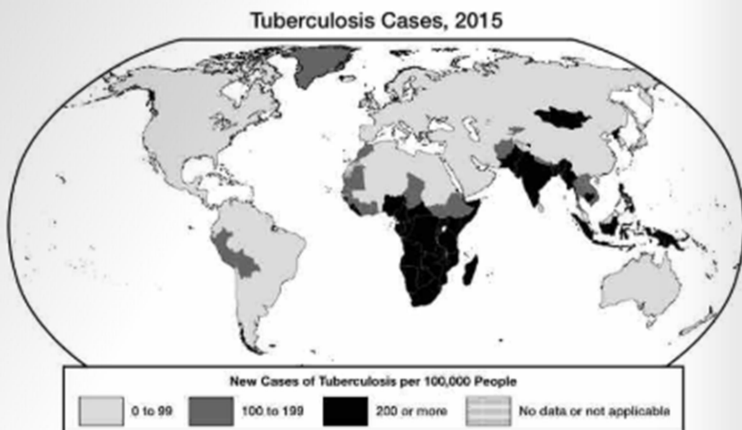 Tuberculosis Cases, 2015
New Cases of Tuberculosis per 100,000 People
0 to 99
100 to 199
200 or more
No data or not applicable